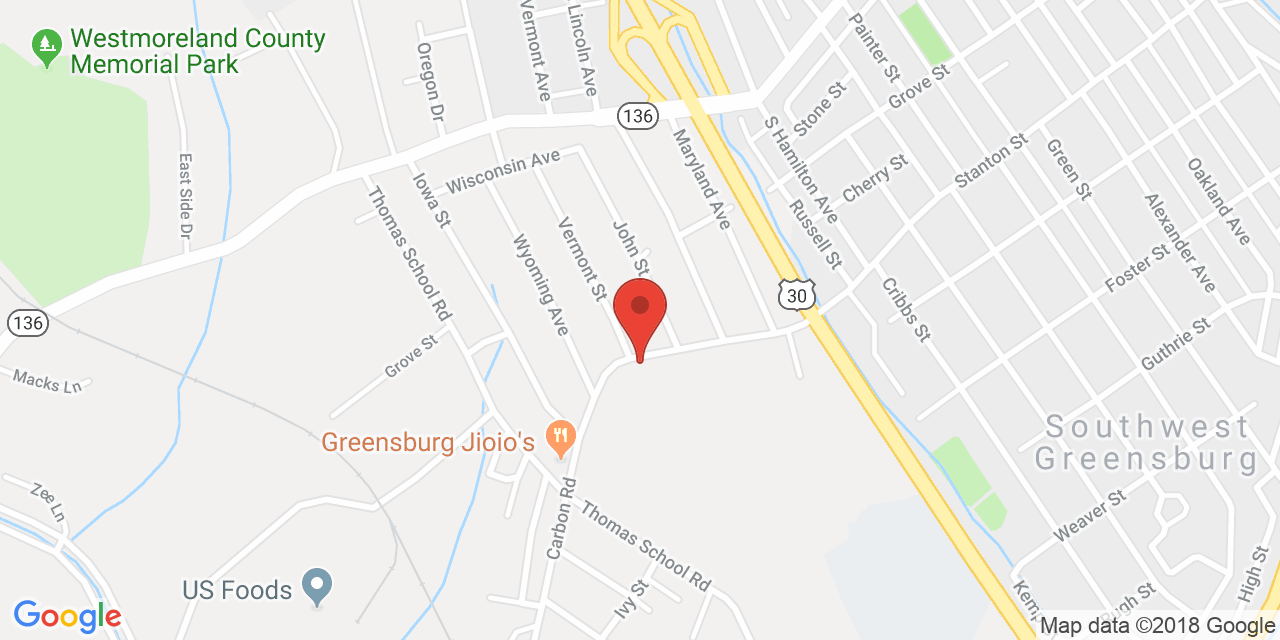 Westmoreland County
Memorial Park
Vermont Ave
Lincoln Ave
Oregon Dr
Painter St
Grove St
136
Stone St
S Hamilton Ave
Maryland Ave
Stanton St
Green St
Oakland Ave
East Side Dr
Wisconsin Ave
Cherry St
Iowa St
Thomas School Rd
Russell St
Alexander Ave
Vermont St
John St
Wyoming Ave
Foster St
30
Cribbs St
136
Grove St
Guthrie St
Macks Ln
Greensburg Jioio's
Southwest
Greensburg
Zee Ln
Carbon Rd
Thomas School Rd
Weaver St
US Foods
Ivy St
High St
Google
Map data ©2018 Google